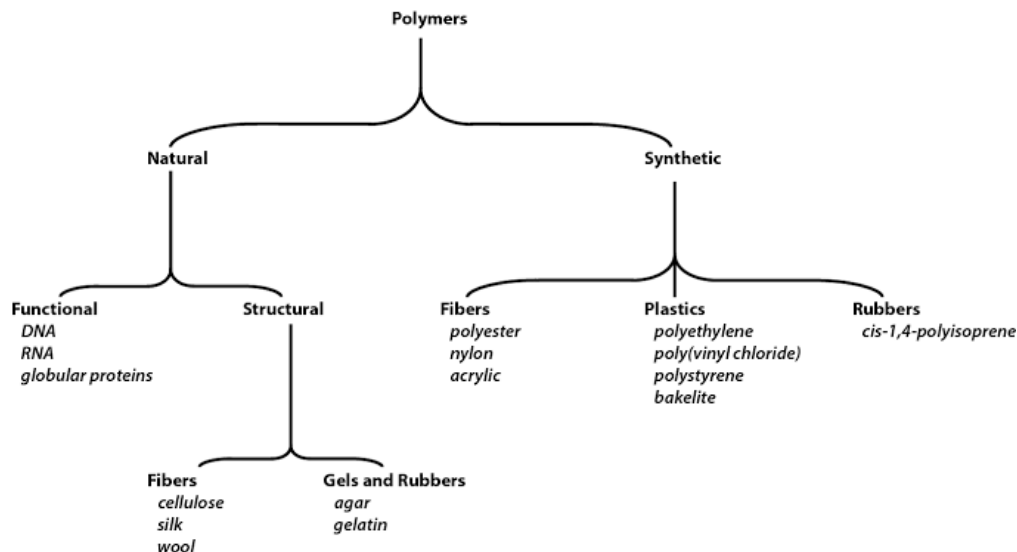 Polymers
Natural
Synthetic
Functional
DNA
RNA
globular proteins
Structural
Fibers
cellulose
silk
wool
Gels and Rubbers
agar
gelatin
Fibers
polyester
nylon
acrylic
Plastics
polyethylene
poly(vinyl chloride)
polystyrene
bakelite
Rubbers
cis-1,4-polyisoprene